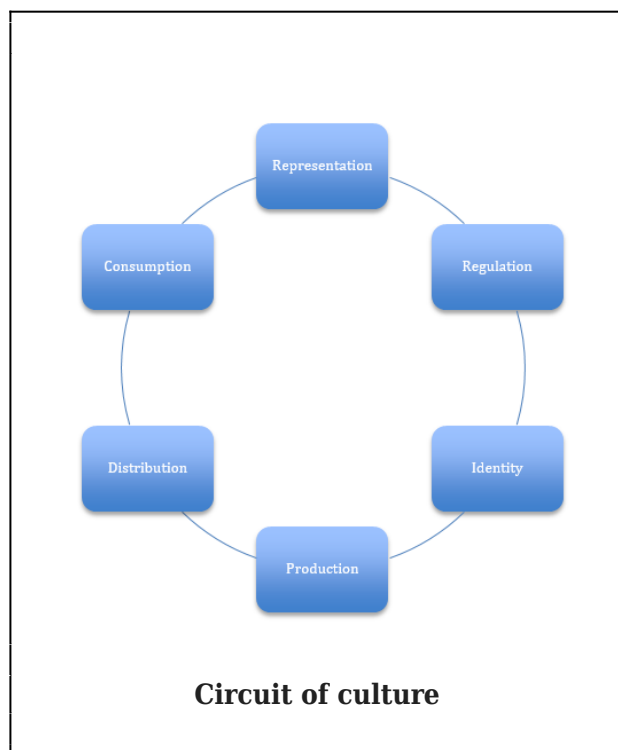 Representation
Consumption
Regulation
Distribution
Identity
Production
Circuit of culture